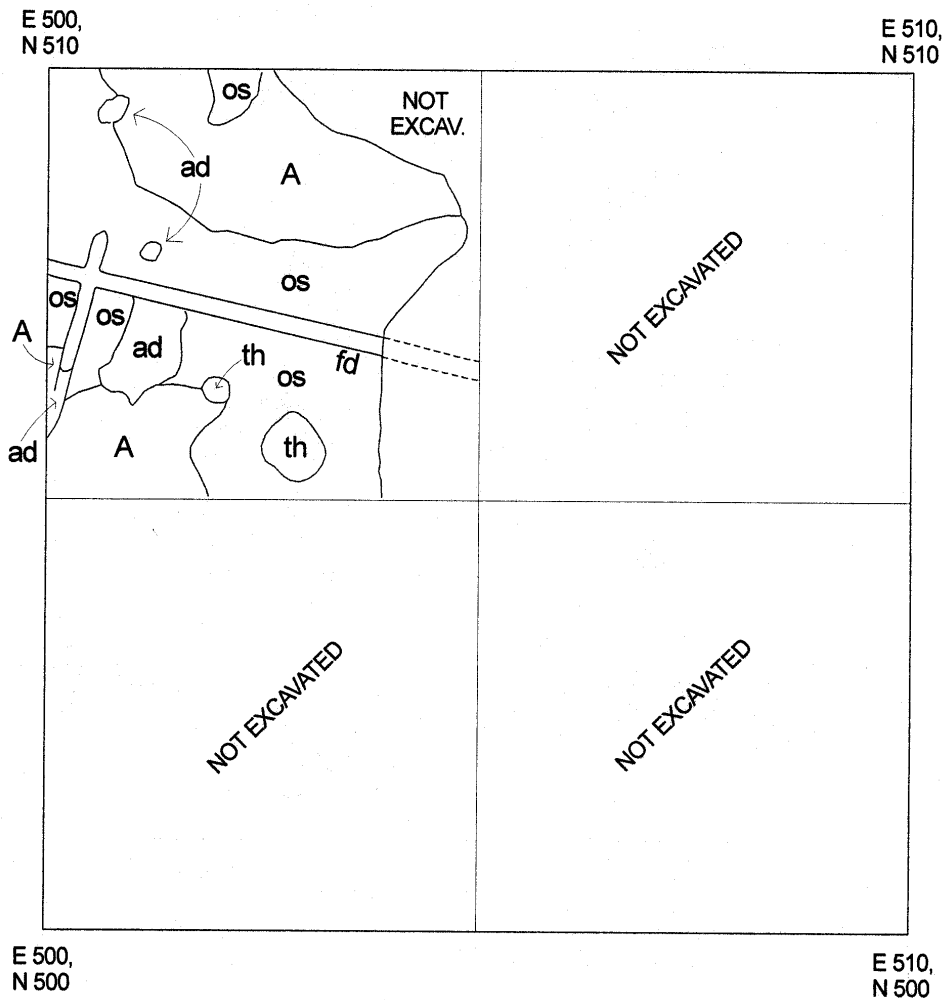 E 500,
N 510
E 510,
N 510
os
NOT
EXCAV.
ad
A
os
os
os
A
ad
th
fd
os
A
th
ad
NOT EXCAVATED
NOT EXCAVATED
NOT EXCAVATED
E 500,
N 500
E 510,
N 500